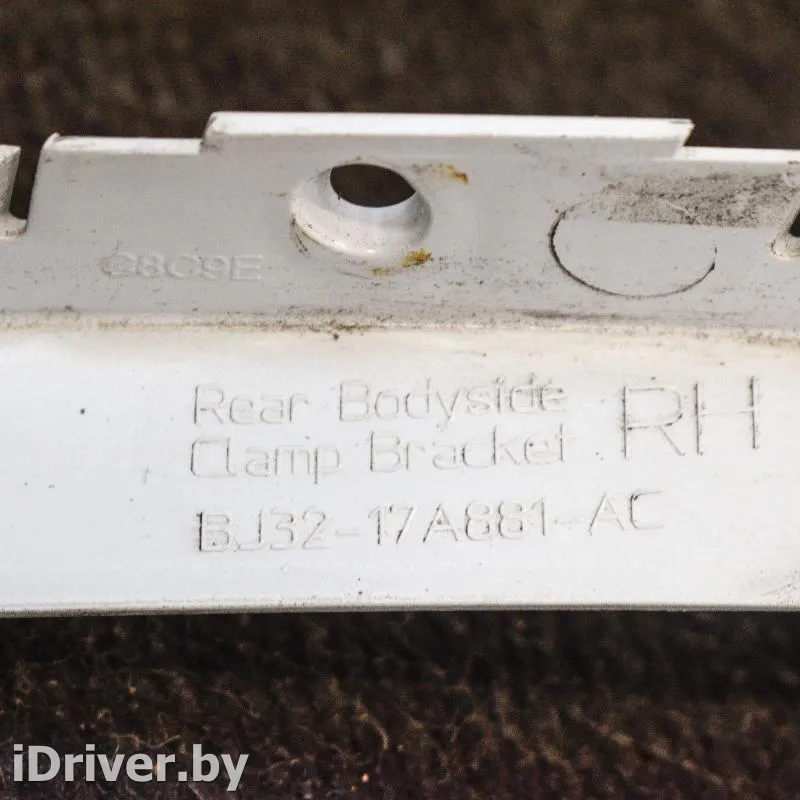 C8C9E
Rear Bodyside
Clamp Bracket RH
BJ32-17A881-AC
iDriver.by